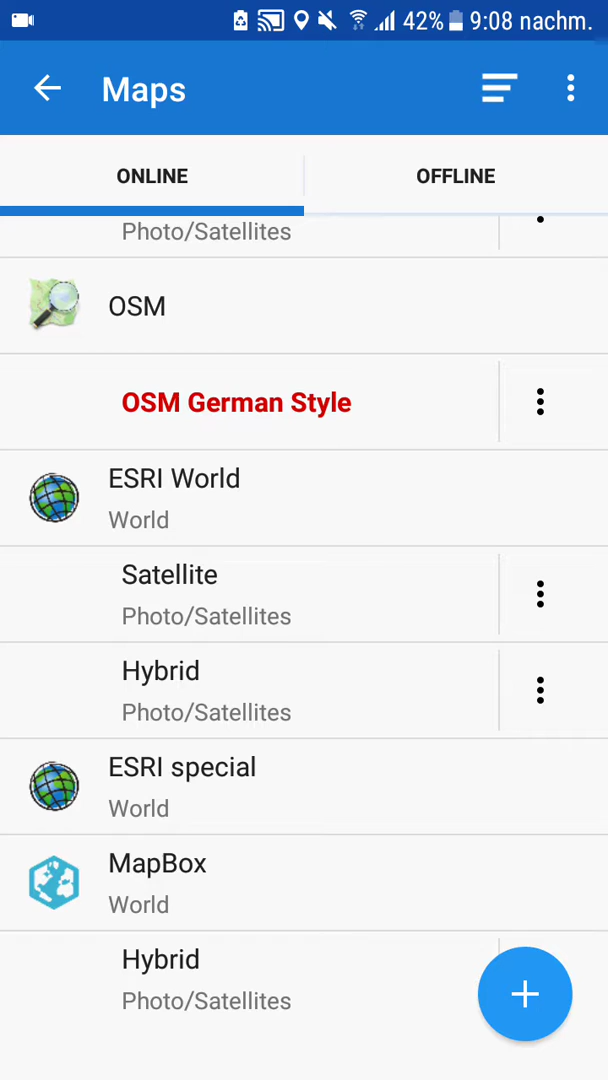 42% 9:08 nachm.
Maps
ONLINE OFFLINE
Photo/Satellites
OSM
OSM German Style
ESRI World
World
Satellite
Photo/Satellites
Hybrid
Photo/Satellites
ESRI special
World
MapBox
World
Hybrid
Photo/Satellites